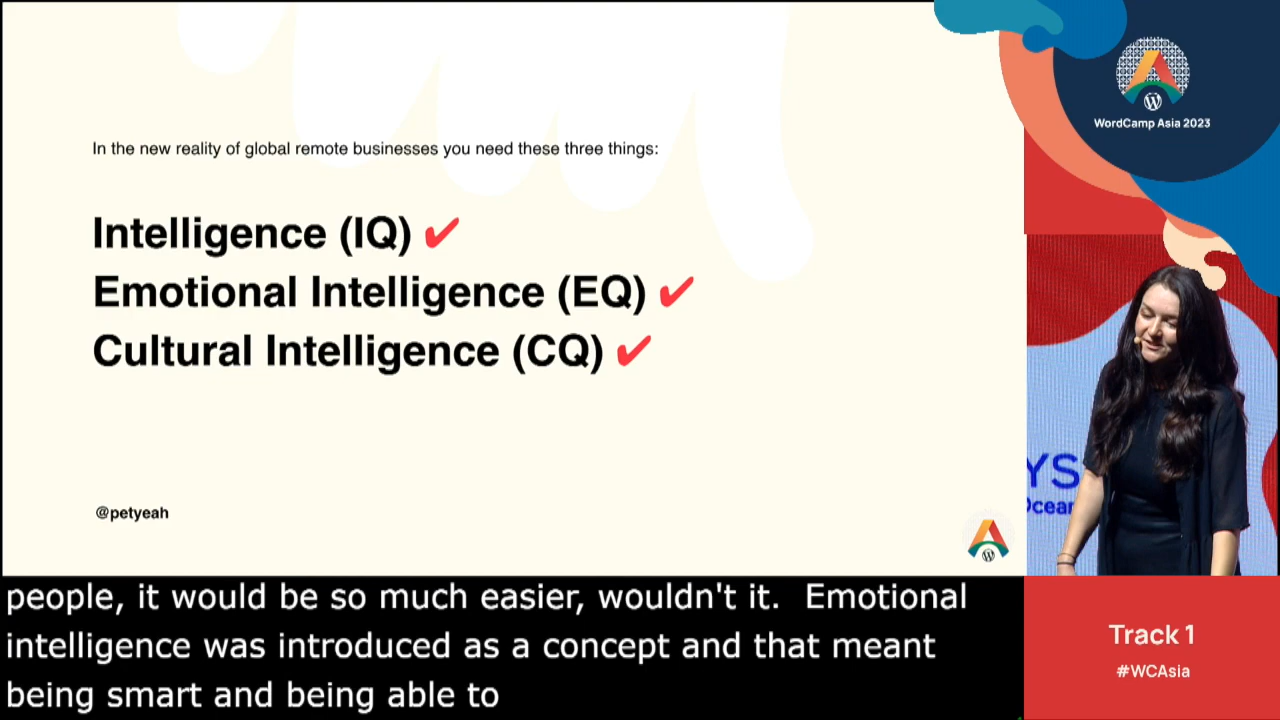 In the new reality of global remote businesses you need these three things:
Intelligence (IQ) ✔
Emotional Intelligence (EQ) ✔
Cultural Intelligence (CQ) ✔
@petyeah
WordCamp Asia 2023
YS
Ocean
Track 1
#WCAsia
people, it would be so much easier, wouldn't it.  Emotional
intelligence was introduced as a concept and that meant
being smart and being able to